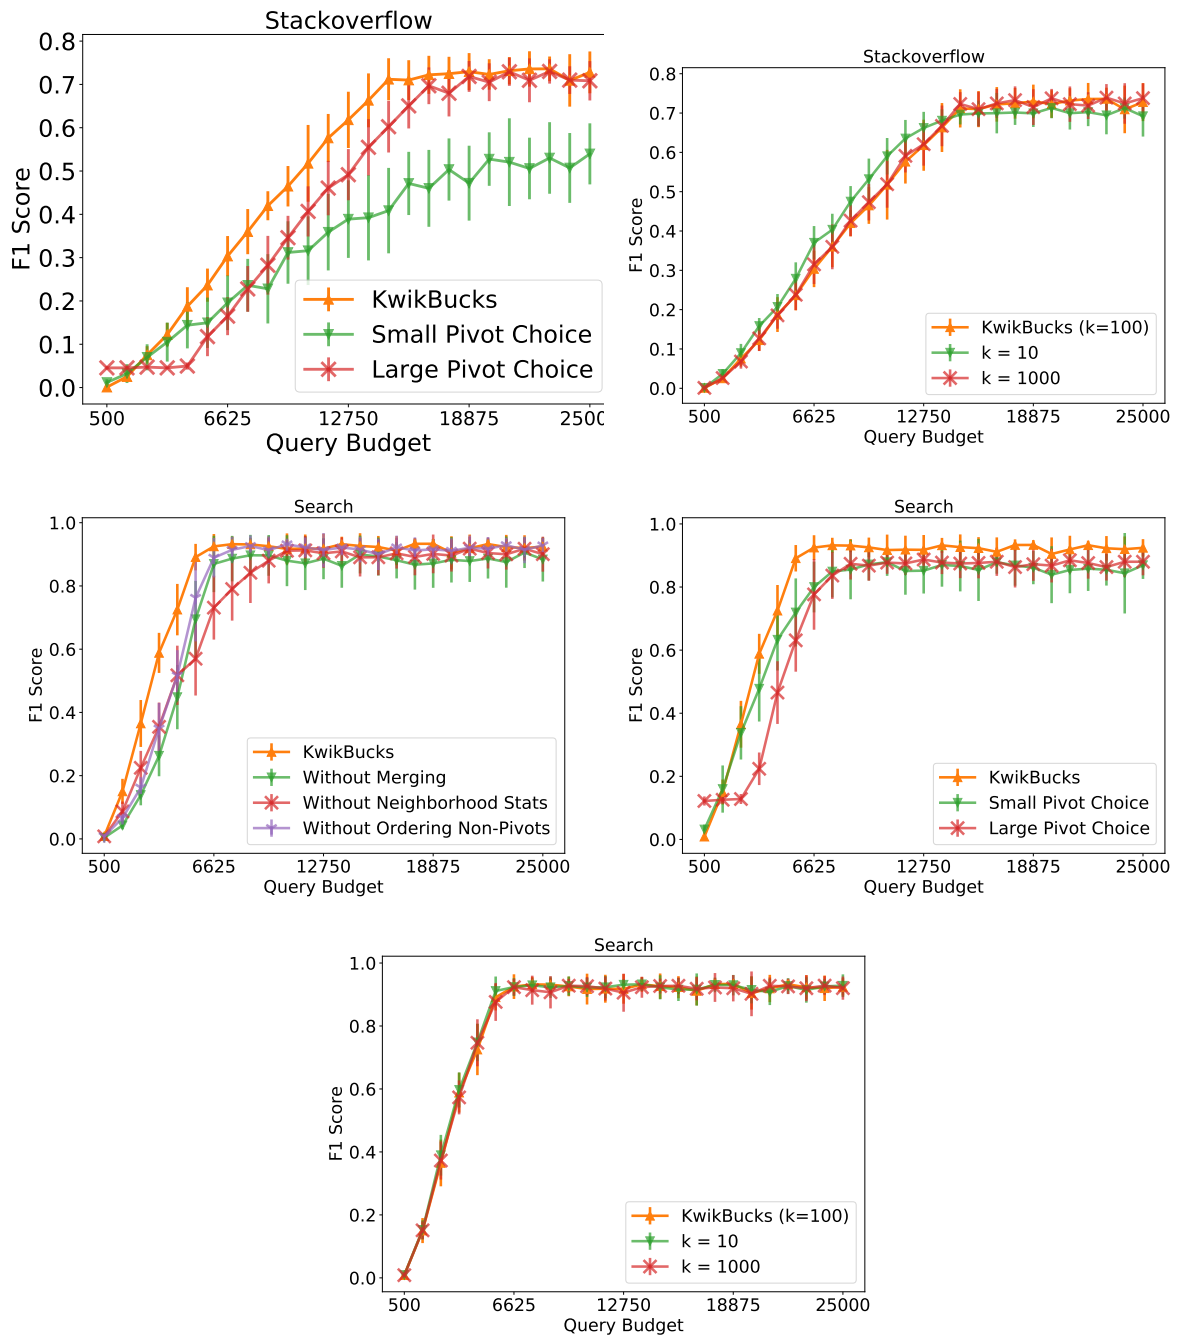 Stackoverflow
0.8
0.7
0.6
0.5
0.4
0.3
0.2
0.1
0.0
F1 Score
KwikBucks
Small Pivot Choice
Large Pivot Choice
500 6625 12750 18875 25000
Query Budget
Stackoverflow
0.8
0.7
0.6
0.5
0.4
0.3
0.2
0.1
0.0
F1 Score
KwikBucks (k=100)
k = 10
k = 1000
500 6625 12750 18875 25000
Query Budget
Search
1.0
0.8
0.6
0.4
0.2
0.0
F1 Score
KwikBucks
Without Merging
Without Neighborhood Stats
Without Ordering Non-Pivots
500 6625 12750 18875 25000
Query Budget
Search
1.0
0.8
0.6
0.4
0.2
0.0
F1 Score
KwikBucks
Small Pivot Choice
Large Pivot Choice
500 6625 12750 18875 25000
Query Budget
Search
1.0
0.8
0.6
0.4
0.2
0.0
F1 Score
KwikBucks (k=100)
k = 10
k = 1000
500 6625 12750 18875 25000
Query Budget